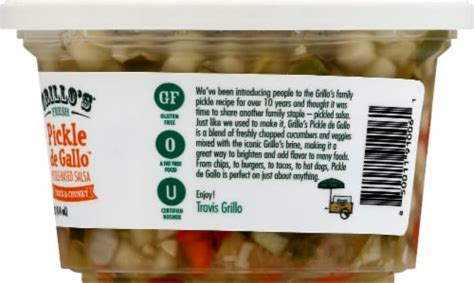 GRILLO'S
FRESH
Pickle
de Gallo™
PICKLE-BASED SALSA
THICK & CHUNKY
GF
GLUTEN
FREE
0
A FAT FREE
FOOD
U
CERTIFIED
KOSHER
We've been introducing people to the Grillo's family
pickle recipe for over 10 years and thought it was
time to share another family staple – pickled salsa.
Just like we used to make it, Grillo's Pickle de Gallo
is a blend of freshly chopped cucumbers and veggies
mixed with the iconic Grillo's brine, making it a
great way to brighten and add flavor to many foods.
From chips, to burgers, to tacos, to hot dogs, Pickle
de Gallo is perfect on just about anything.
Enjoy!
Travis Grillo